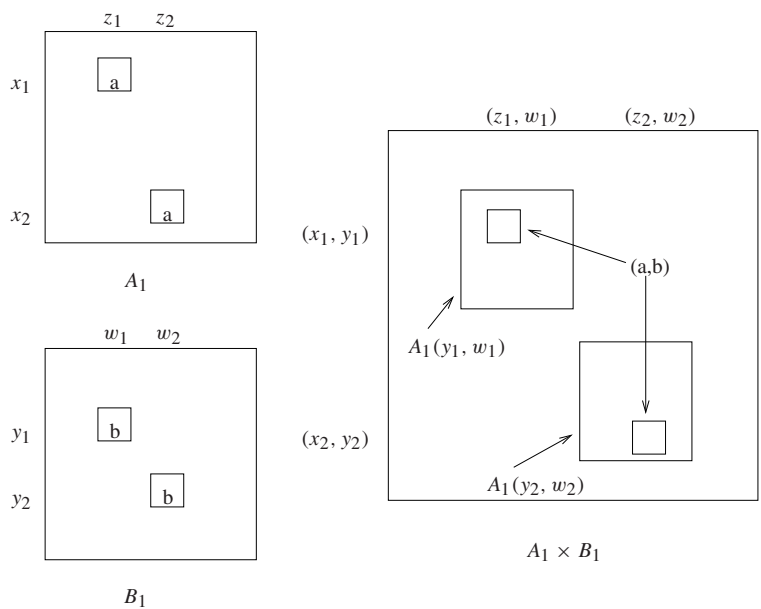 z₁ z₂
x₁ a
x₂ a
A₁
w₁ w₂
y₁ b
y₂ b
B₁
(z₁, w₁) (z₂, w₂)
(x₁, y₁)
(a,b)
A₁(y₁, w₁)
(x₂, y₂)
A₁(y₂, w₂)
A₁ × B₁